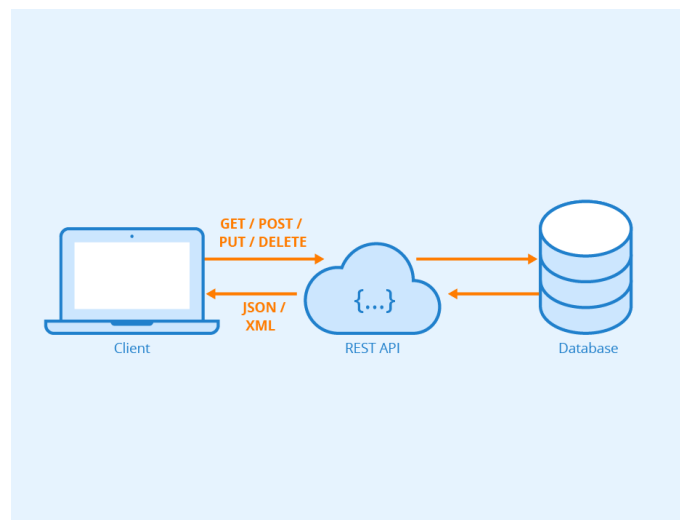 GET / POST /
PUT / DELETE
{...}
JSON /
XML
Client
REST API
Database